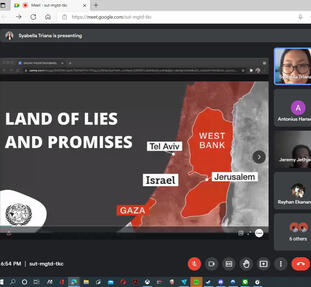 Meet - sut-mgtd-tkc
https://meet.google.com/sut-mgtd-tkc
Syabella Triana is presenting
LAND OF LIES
AND PROMISES
WEST
BANK
Tel Aviv
Israel
Jerusalem
GAZA
Syabella Triana
Antonius Hansel
Jeremy Jethja
Reyhan Ekanan
6 others
6:54 PM | sut-mgtd-tkc